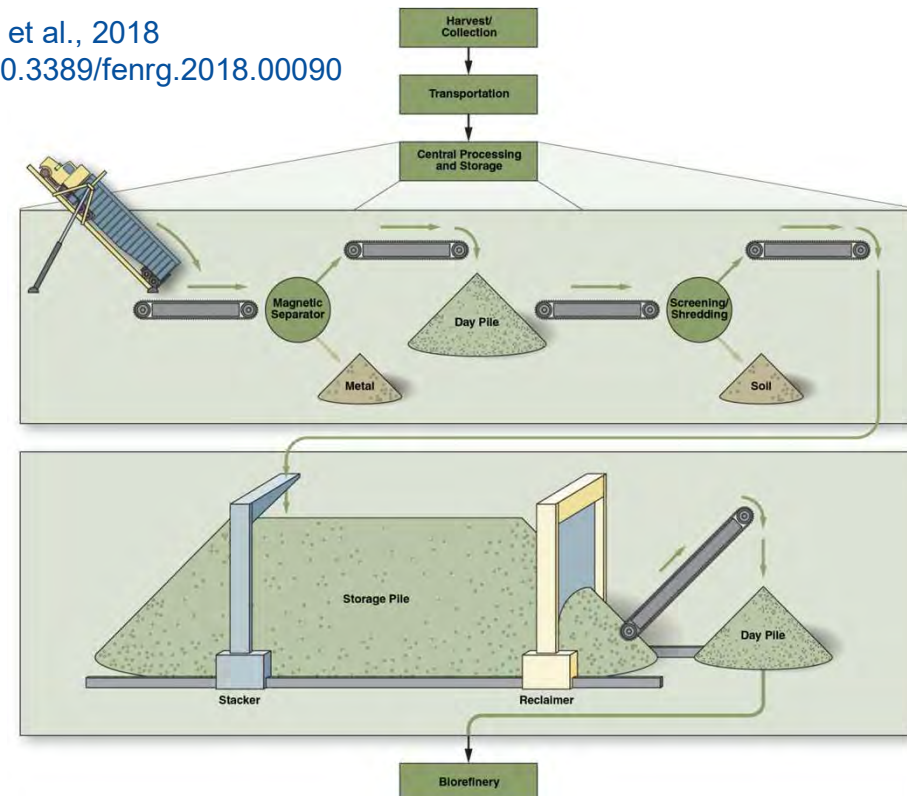 et al., 2018
0.3389/fenrg.2018.00090
Harvest/
Collection
Transportation
Central Processing
and Storage
Magnetic
Separator
Metal
Day Pile
Screening/
Shredding
Soil
Storage Pile
Stacker
Reclaimer
Day Pile
Biorefinery